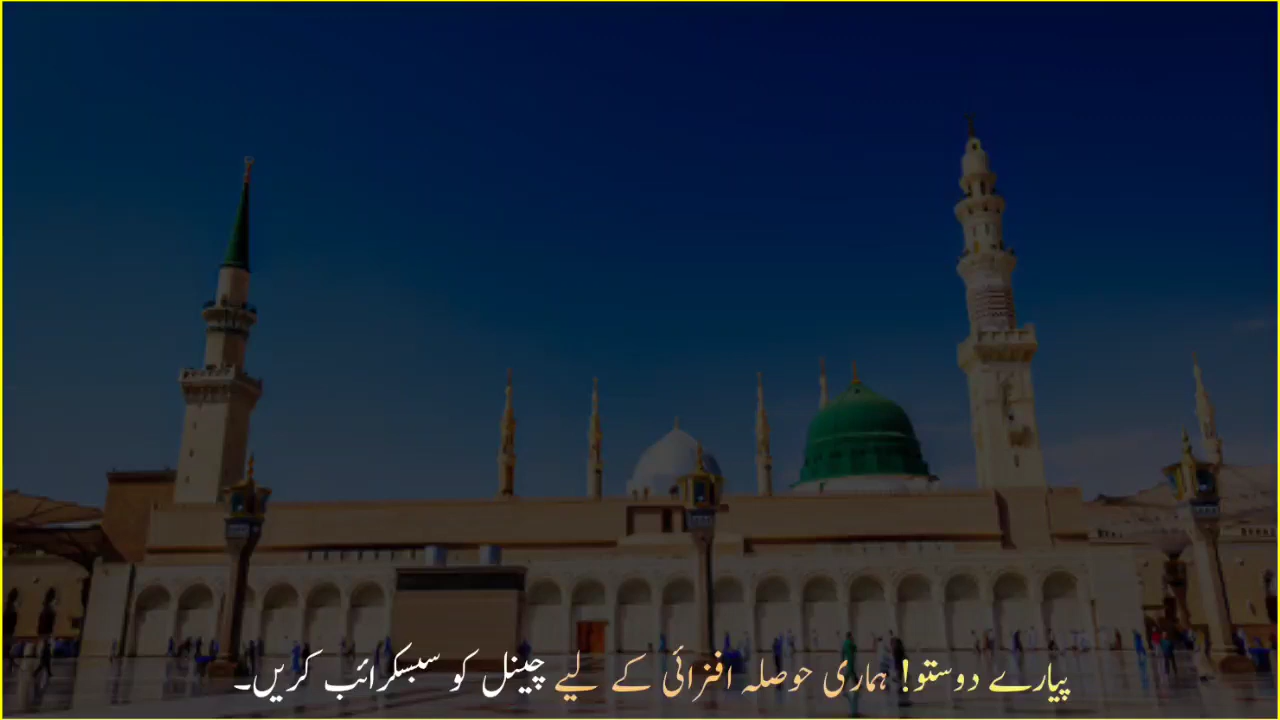 پیارے دوستو! ہماری حوصلہ افزائی کے لیے چینل کو سبسکرائب کریں۔